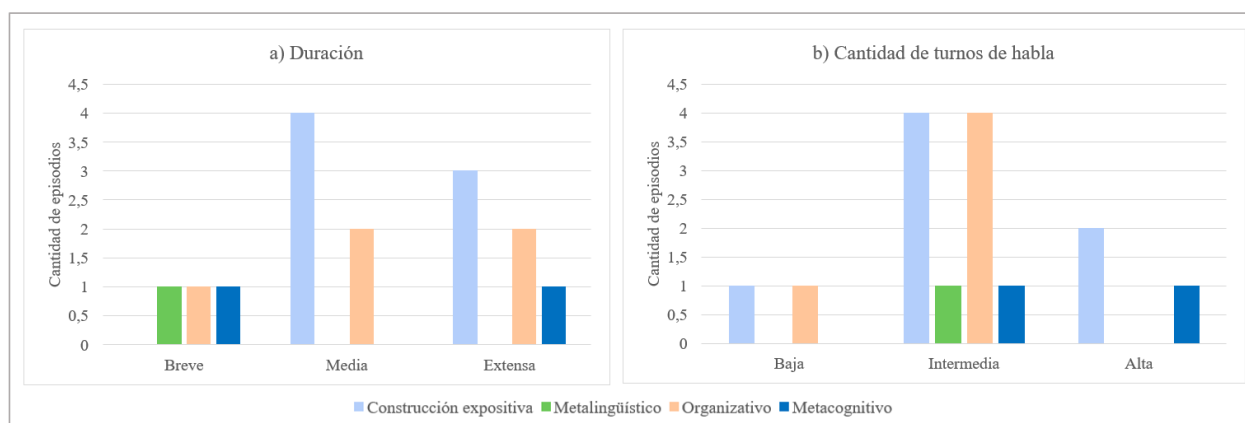 a) Duración
Cantidad de episodios
4,5
4
3,5
3
2,5
2
1,5
1
0,5
0
Breve
Media
Extensa
b) Cantidad de turnos de habla
Cantidad de episodios
4,5
4
3,5
3
2,5
2
1,5
1
0,5
0
Baja
Intermedia
Alta
Construcción expositiva Metalingüístico Organizativo Metacognitivo